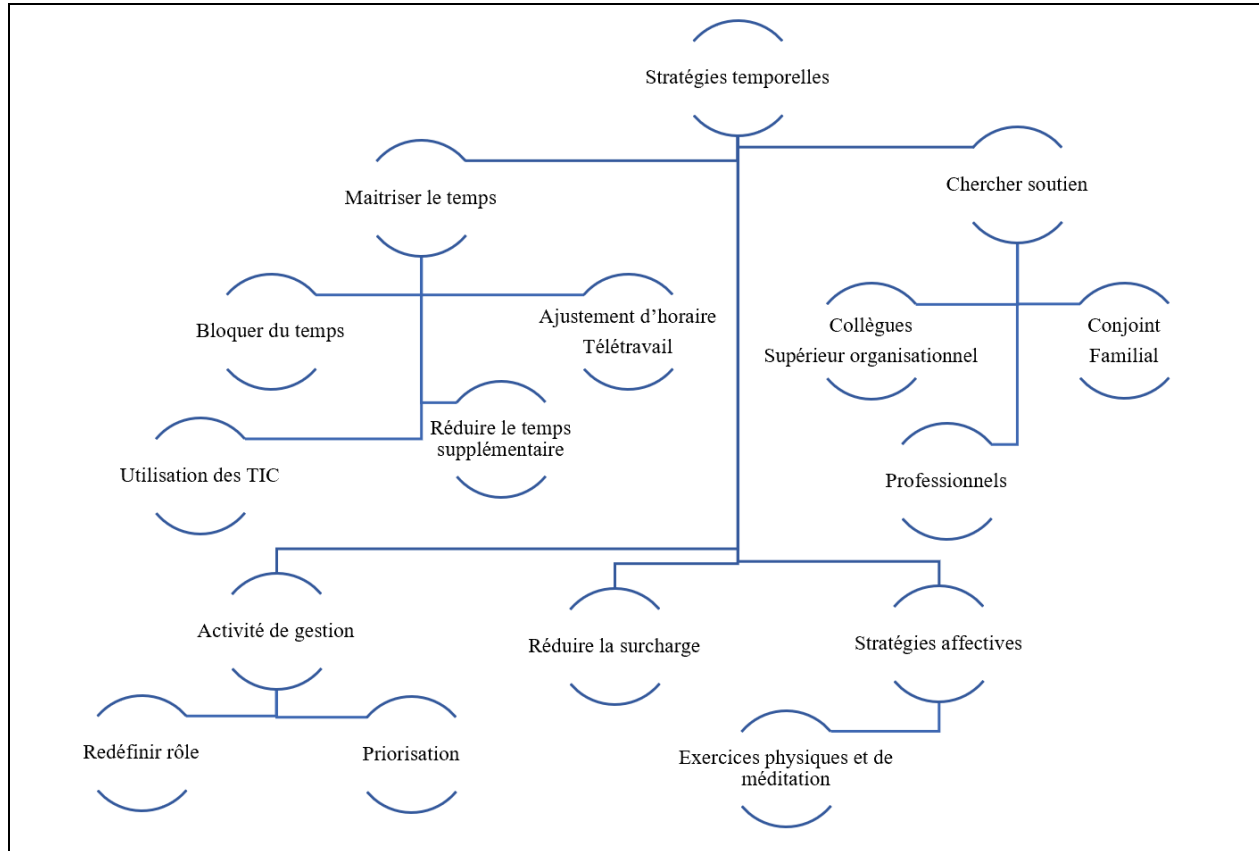 Stratégies temporelles
Maitriser le temps
Chercher soutien
Bloquer du temps
Ajustement d’horaire
Télétravail
Collègues
Supérieur organisationnel
Conjoint
Familial
Utilisation des TIC
Réduire le temps
supplémentaire
Professionnels
Activité de gestion
Réduire la surcharge
Stratégies affectives
Redéfinir rôle
Priorisation
Exercices physiques et de
méditation